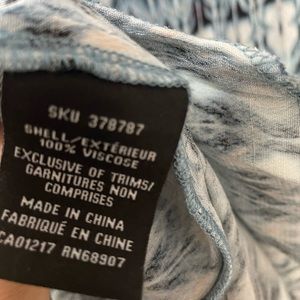 SKU 378787
SHELL/EXTÉRIEUR
100% VISCOSE
EXCLUSIVE OF TRIMS/
GARNITURES NON
COMPRISES
MADE IN CHINA
FABRIQUÉ EN CHINE
CA01217 RN68907